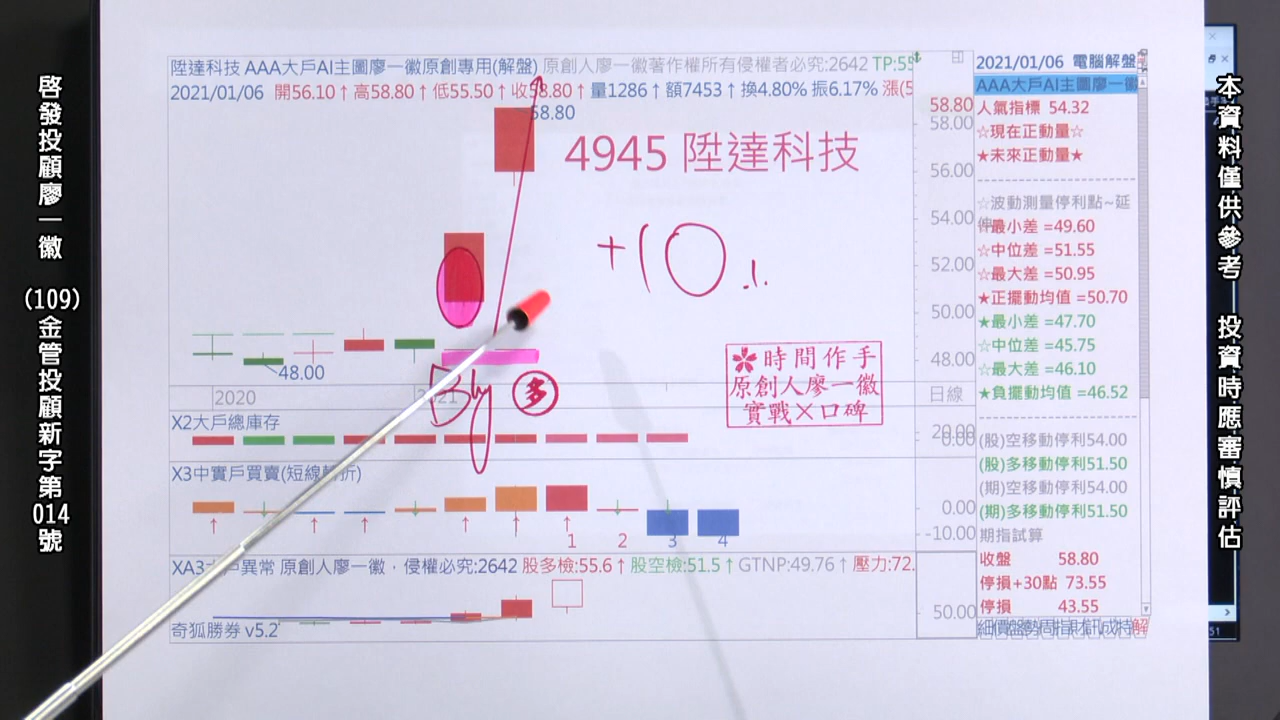 啓發投顧廖一徽 (109)金管投顧新字第014號
本資料僅供參考 投資時應審慎評估
陞達科技 AAA大戶AI主圖廖一徽原創專用(解盤) 原創人廖一徽著作權所有侵權者必究:2642
2021/01/06 開56.10↑ 高58.80↑ 低55.50↑ 收58.80↑ 量1286↑ 額7453↑ 換4.80% 振6.17% 漲(5
58.80
4945 陞達科技
+10%
48.00
Buy 多
時間作手
原創人廖一徽
實戰×口碑
58.80
58.00
56.00
54.00
52.00
50.00
48.00
2020
日線
X2大戶總庫存
20.00
0.00
X3中實戶買賣(短線轉折)
0.00
-10.00
1 2 3 4
XA3大戶異常 原創人廖一徽，侵權必究:2642 股多檢:55.6↑ 股空檢:51.5↑ GTNP:49.76↑ 壓力:72.
50.00
奇狐勝券 v5.2
2021/01/06 電腦解盤
AAA大戶AI主圖廖一徽
人氣指標 54.32
☆現在正動量☆
★未來正動量★
☆波動測量停利點~延伸
☆最小差 =49.60
☆中位差 =51.55
☆最大差 =50.95
★正擺動均值 =50.70
★最小差 =47.70
☆中位差 =45.75
☆最大差 =46.10
★負擺動均值 =46.52
(股)空移動停利54.00
(股)多移動停利51.50
(期)空移動停利54.00
(期)多移動停利51.50
期指試算
收盤 58.80
停損+30點 73.55
停損 43.55